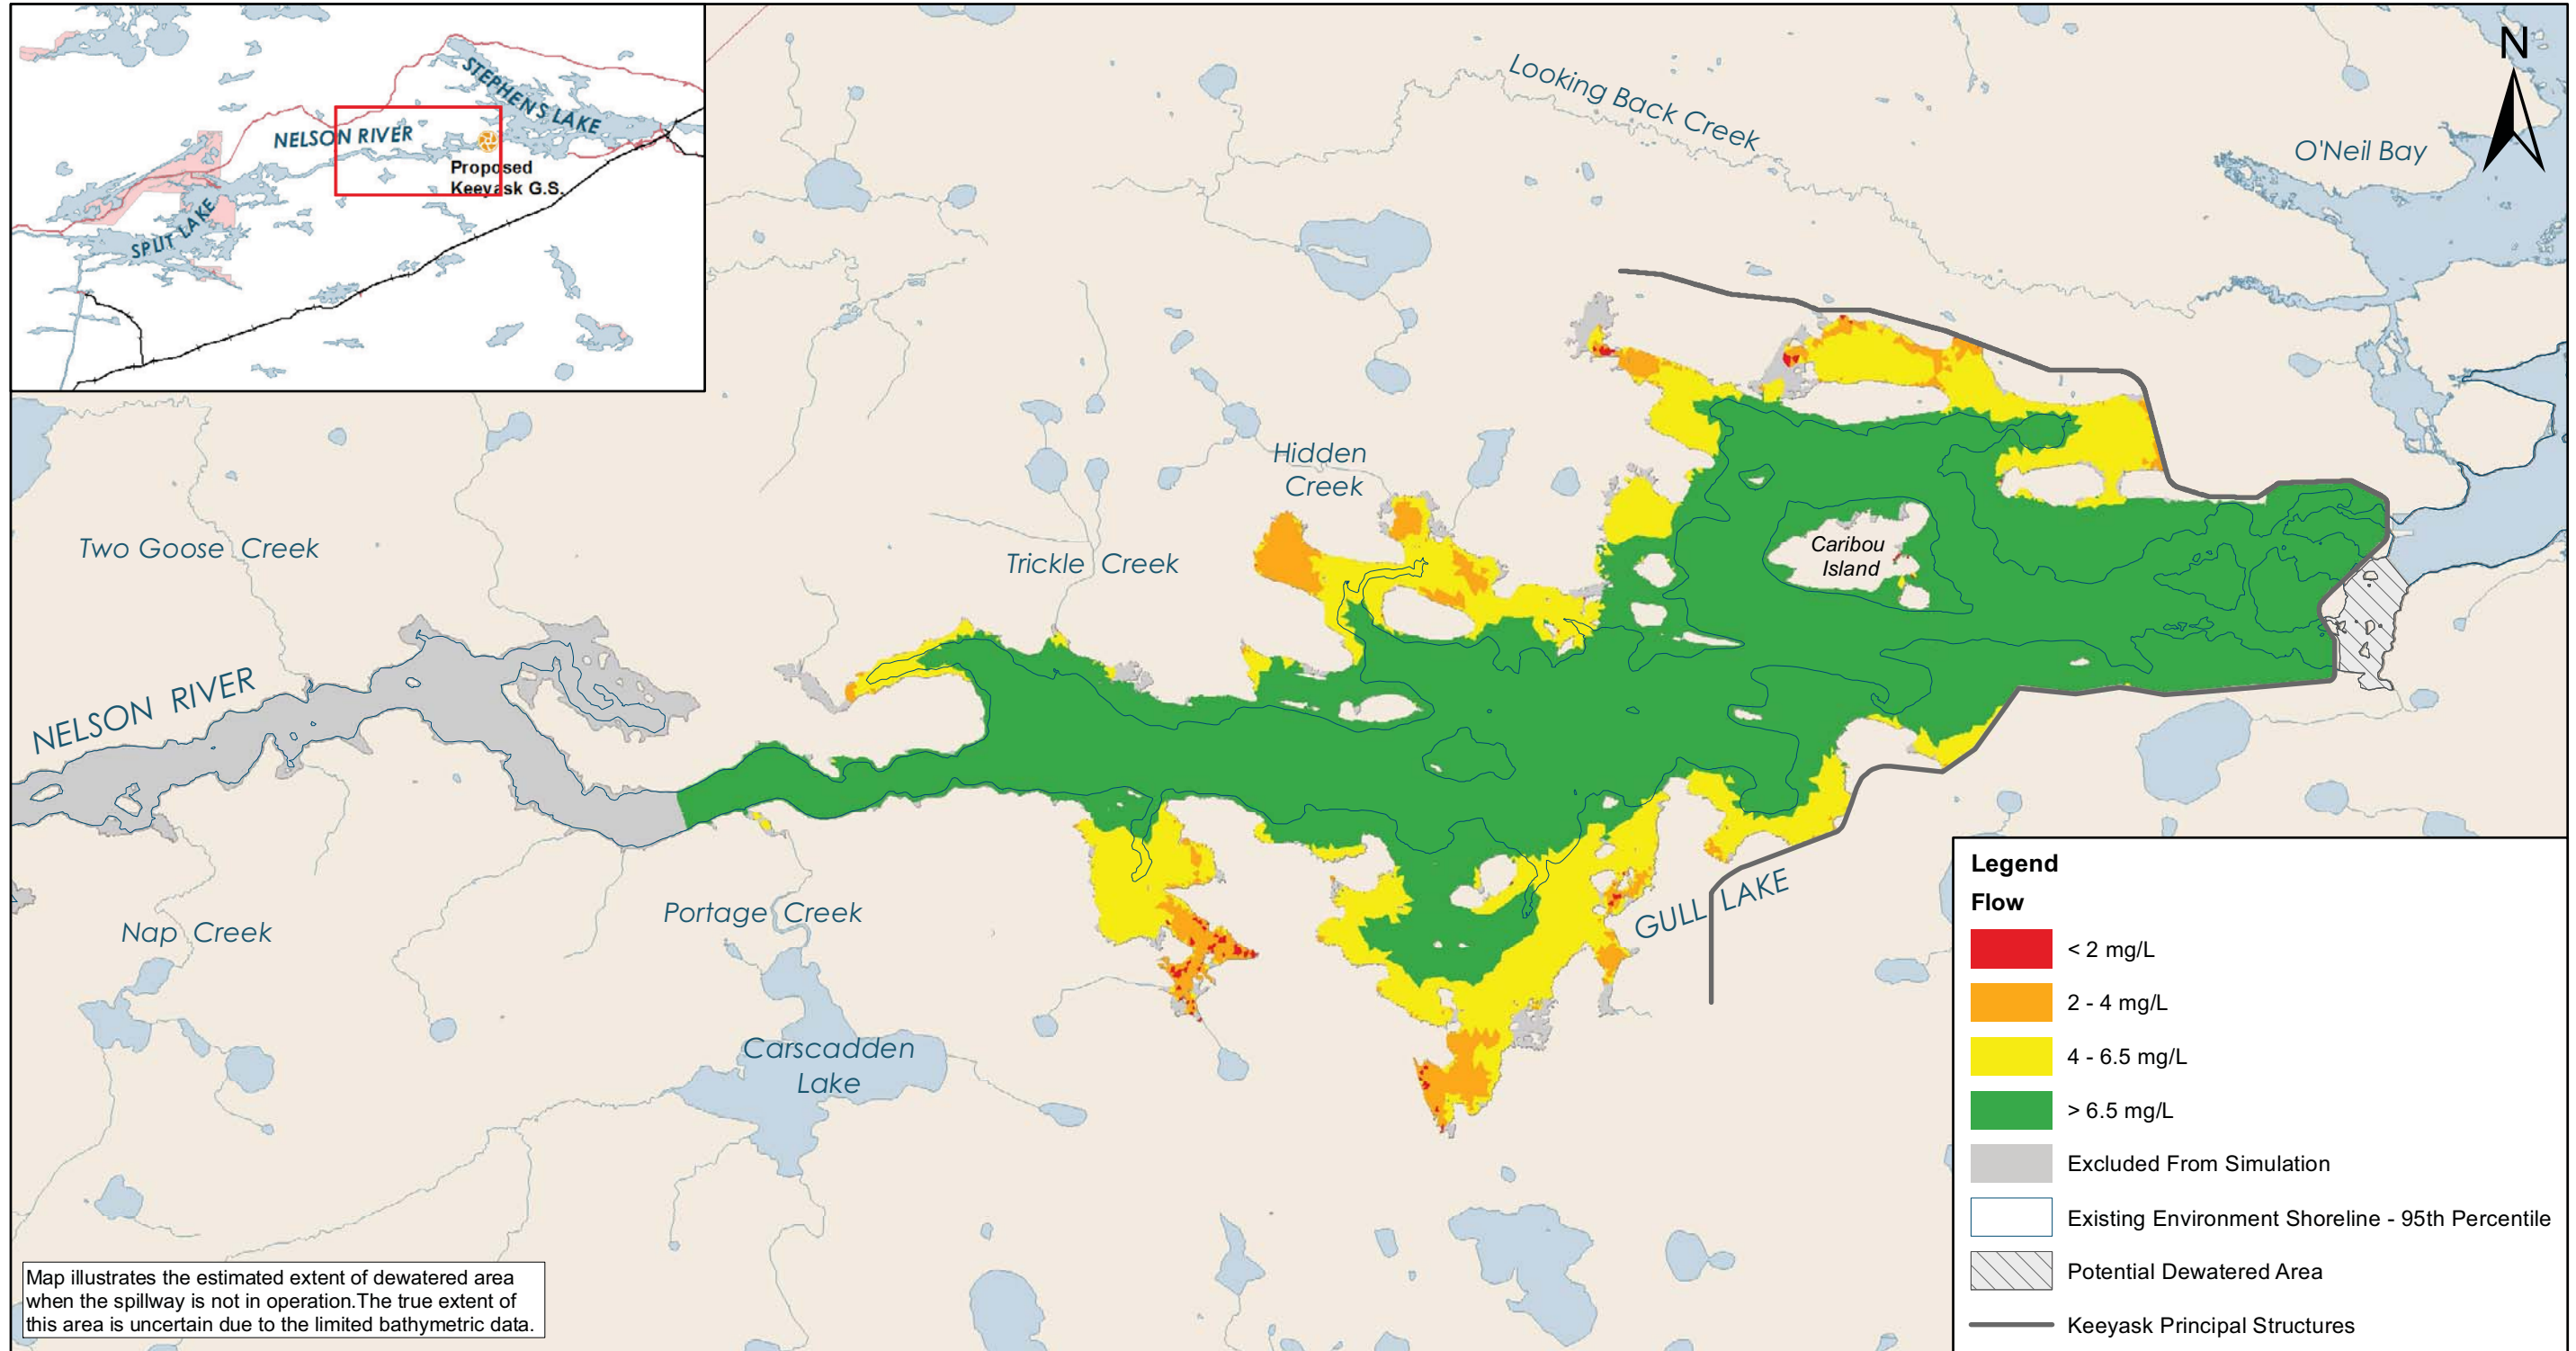 STEPHENS LAKE
NELSON RIVER
Proposed
Keeyask G.S.
SPLIT LAKE
N
Looking Back Creek
O'Neil Bay
Hidden
Creek
Two Goose Creek
Trickle Creek
Caribou
Island
NELSON RIVER
Nap Creek
Portage Creek
GULL LAKE
Carscadden
Lake
Legend
Flow
< 2 mg/L
2 - 4 mg/L
4 - 6.5 mg/L
> 6.5 mg/L
Excluded From Simulation
Existing Environment Shoreline - 95th Percentile
Potential Dewatered Area
Keeyask Principal Structures
Map illustrates the estimated extent of dewatered area
when the spillway is not in operation.The true extent of
this area is uncertain due to the limited bathymetric data.